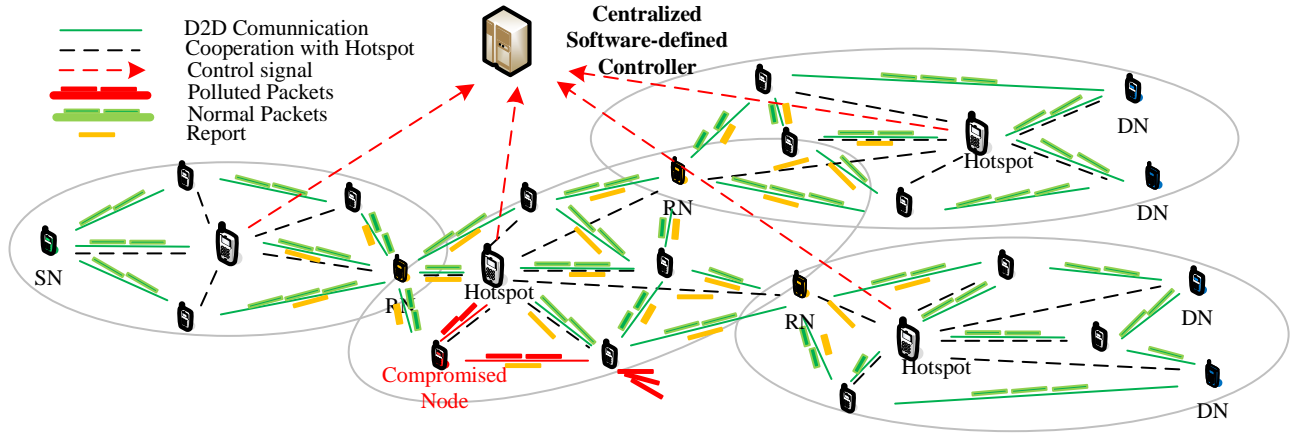 D2D Comunnication
Cooperation with Hotspot
Control signal
Polluted Packets
Normal Packets
Report
Centralized
Software-defined
Controller
DN
Hotspot
DN
RN
SN
RN
Hotspot
RN
DN
Hotspot
DN
Compromised
Node